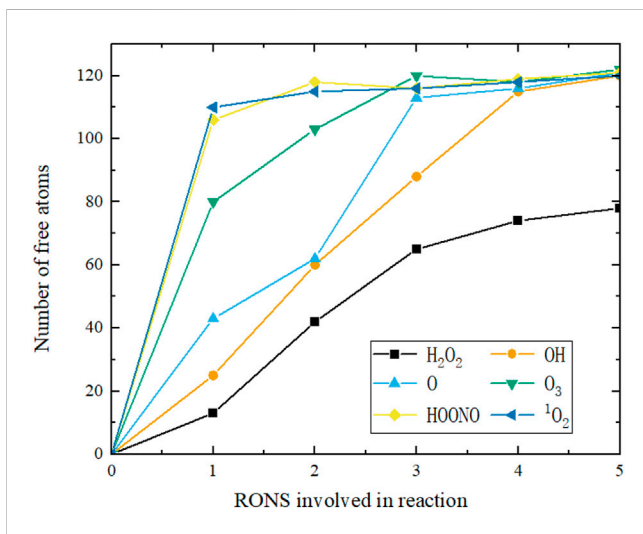 120
100
80
60
40
20
0
Number of free atoms
H₂O₂ OH
O O₃
HOONO ¹O₂
0 1 2 3 4 5
RONS involved in reaction